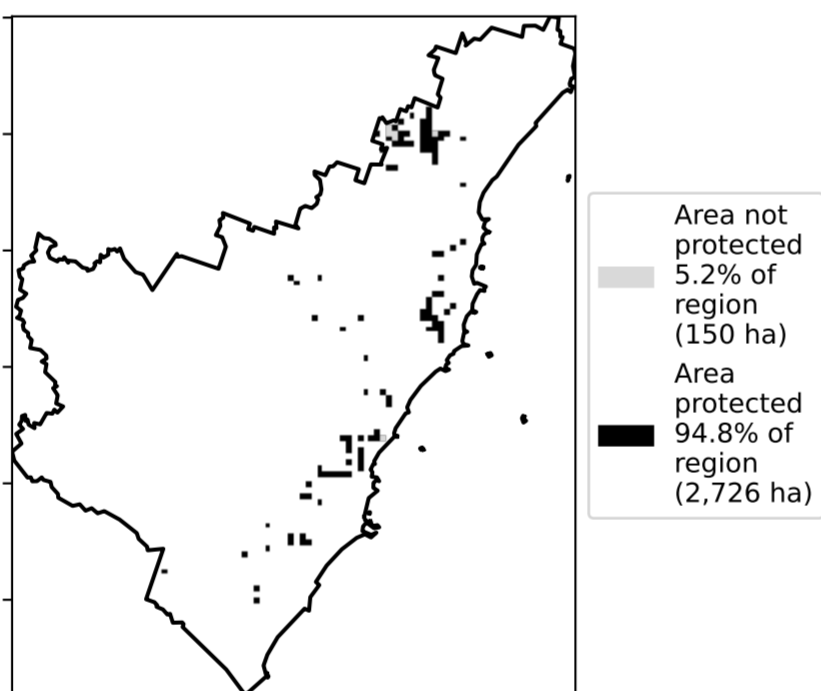 Area not
protected
5.2% of
region
(150 ha)
Area
protected
94.8% of
region
(2,726 ha)